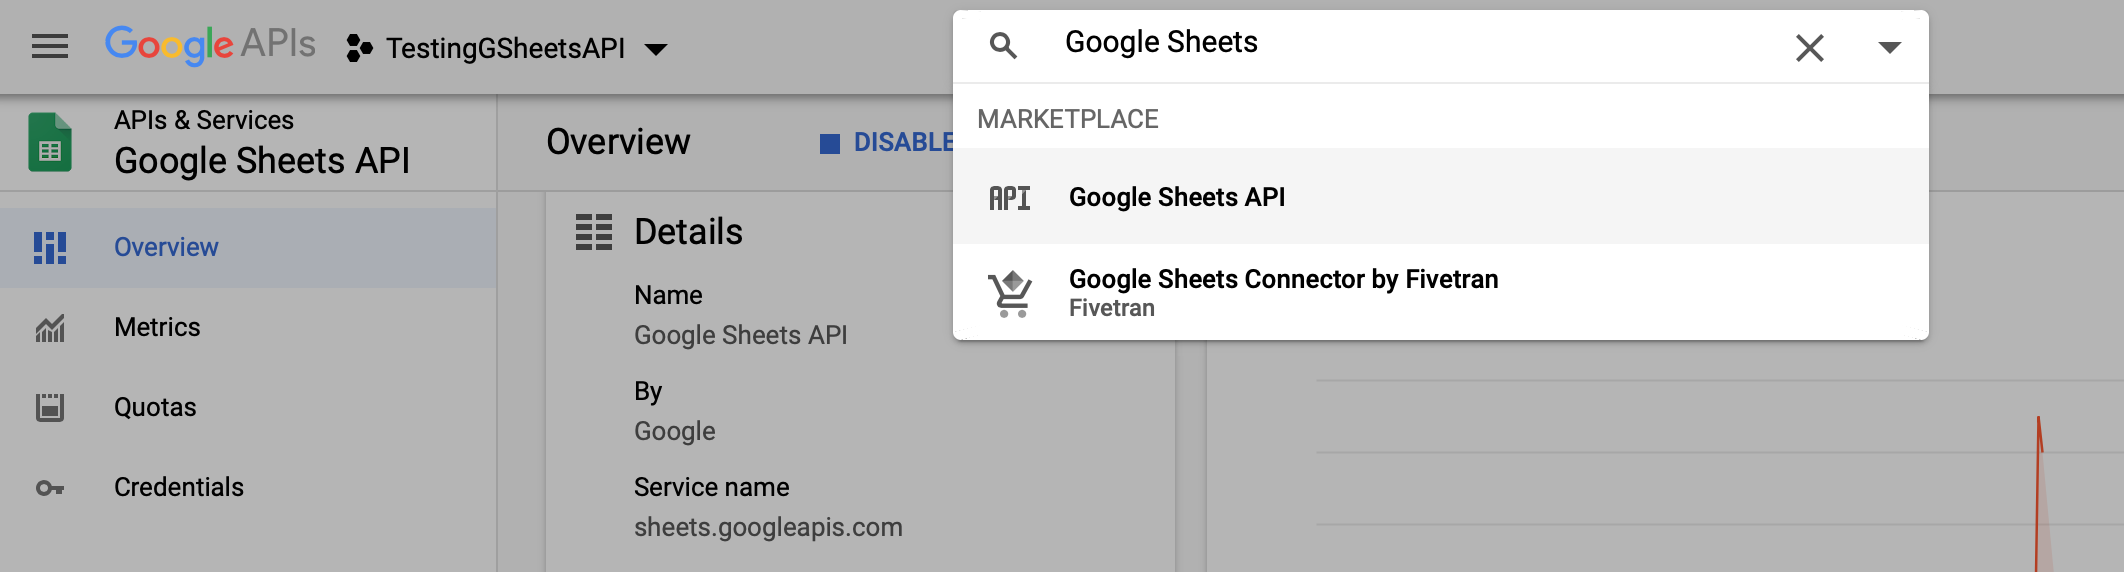 Google APIs
TestingGSheetsAPI
Google Sheets
MARKETPLACE
API Google Sheets API
Google Sheets Connector by Fivetran
Fivetran
APIs & Services
Google Sheets API
Overview
Metrics
Quotas
Credentials
Overview
DISABLE
Details
Name
Google Sheets API
By
Google
Service name
sheets.googleapis.com